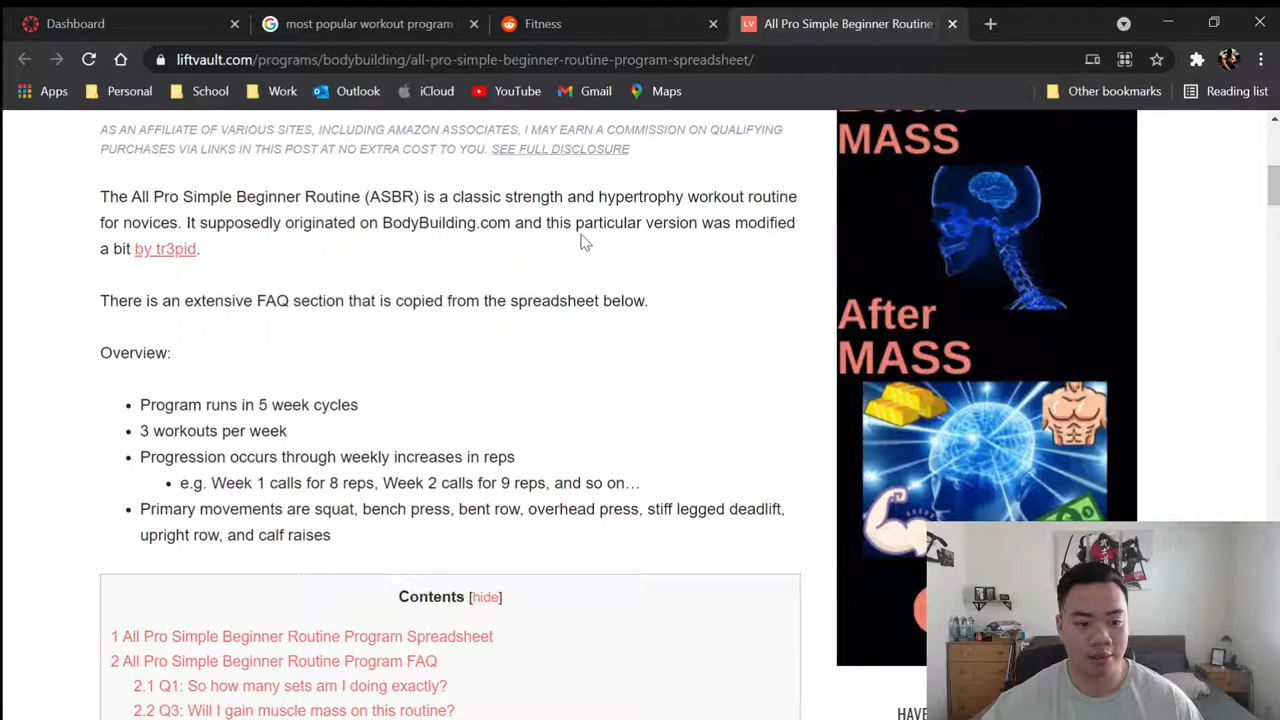 Dashboard
most popular workout program
Fitness
All Pro Simple Beginner Routine
liftvault.com/programs/bodybuilding/all-pro-simple-beginner-routine-program-spreadsheet/
Apps
Personal
School
Work
Outlook
iCloud
YouTube
Gmail
Maps
Other bookmarks
Reading list
AS AN AFFILIATE OF VARIOUS SITES, INCLUDING AMAZON ASSOCIATES, I MAY EARN A COMMISSION ON QUALIFYING
PURCHASES VIA LINKS IN THIS POST AT NO EXTRA COST TO YOU. SEE FULL DISCLOSURE
The All Pro Simple Beginner Routine (ASBR) is a classic strength and hypertrophy workout routine
for novices. It supposedly originated on BodyBuilding.com and this particular version was modified
a bit by tr3pid.
There is an extensive FAQ section that is copied from the spreadsheet below.
Overview:
• Program runs in 5 week cycles
• 3 workouts per week
• Progression occurs through weekly increases in reps
• e.g. Week 1 calls for 8 reps, Week 2 calls for 9 reps, and so on…
• Primary movements are squat, bench press, bent row, overhead press, stiff legged deadlift,
upright row, and calf raises
Contents [hide]
1 All Pro Simple Beginner Routine Program Spreadsheet
2 All Pro Simple Beginner Routine Program FAQ
2.1 Q1: So how many sets am I doing exactly?
2.2 Q3: Will I gain muscle mass on this routine?
Before
MASS
After
MASS
HAVE